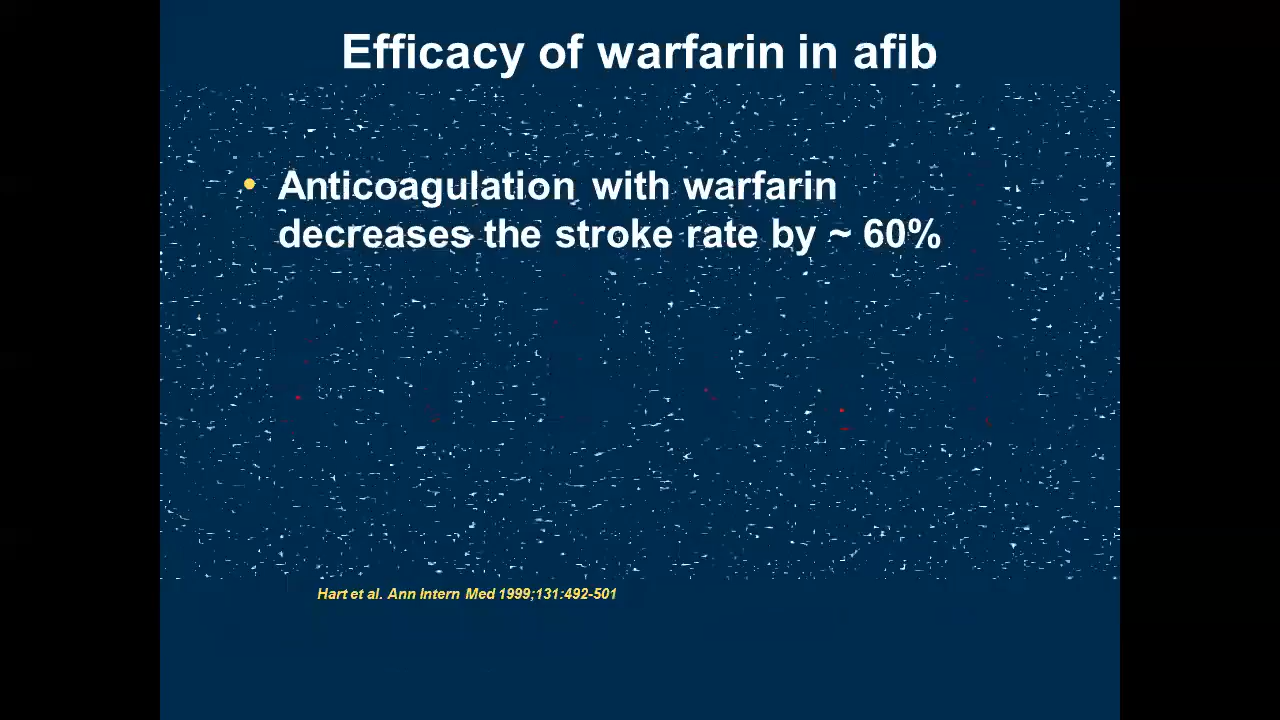 Efficacy of warfarin in afib
• Anticoagulation with warfarin
decreases the stroke rate by ~ 60%
Hart et al. Ann Intern Med 1999;131:492-501